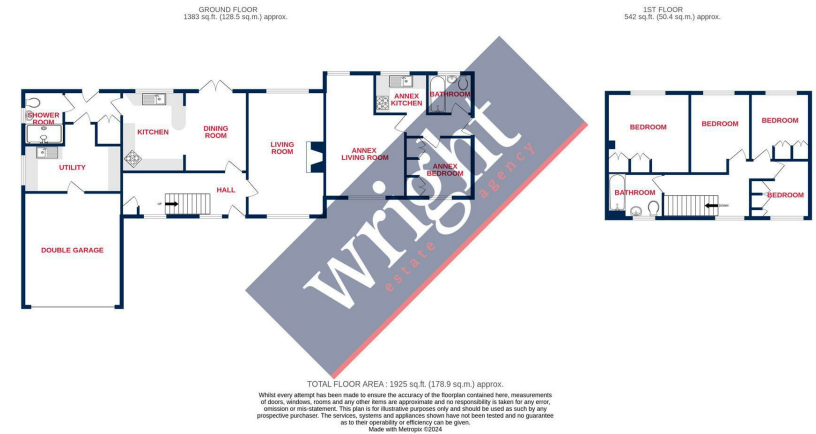 GROUND FLOOR
1383 sq.ft. (128.5 sq.m.) approx.
1ST FLOOR
542 sq.ft. (50.4 sq.m.) approx.
SHOWER
ROOM
UTILITY
DOUBLE GARAGE
KITCHEN
DINING
ROOM
HALL
LIVING
ROOM
ANNEX
LIVING ROOM
ANNEX
KITCHEN
BATHROOM
ANNEX
BEDROOM
BEDROOM
BEDROOM
BEDROOM
BATHROOM
BEDROOM
wright
estate agency
TOTAL FLOOR AREA : 1925 sq.ft. (178.9 sq.m.) approx.
Whilst every attempt has been made to ensure the accuracy of the floorplan contained here, measurements
of doors, windows, rooms and any other items are approximate and no responsibility is taken for any error,
omission or mis-statement. This plan is for illustrative purposes only and should be used as such by any
prospective purchaser. The services, systems and appliances shown have not been tested and no guarantee
as to their operability or efficiency can be given.
Made with Metropix ©2024